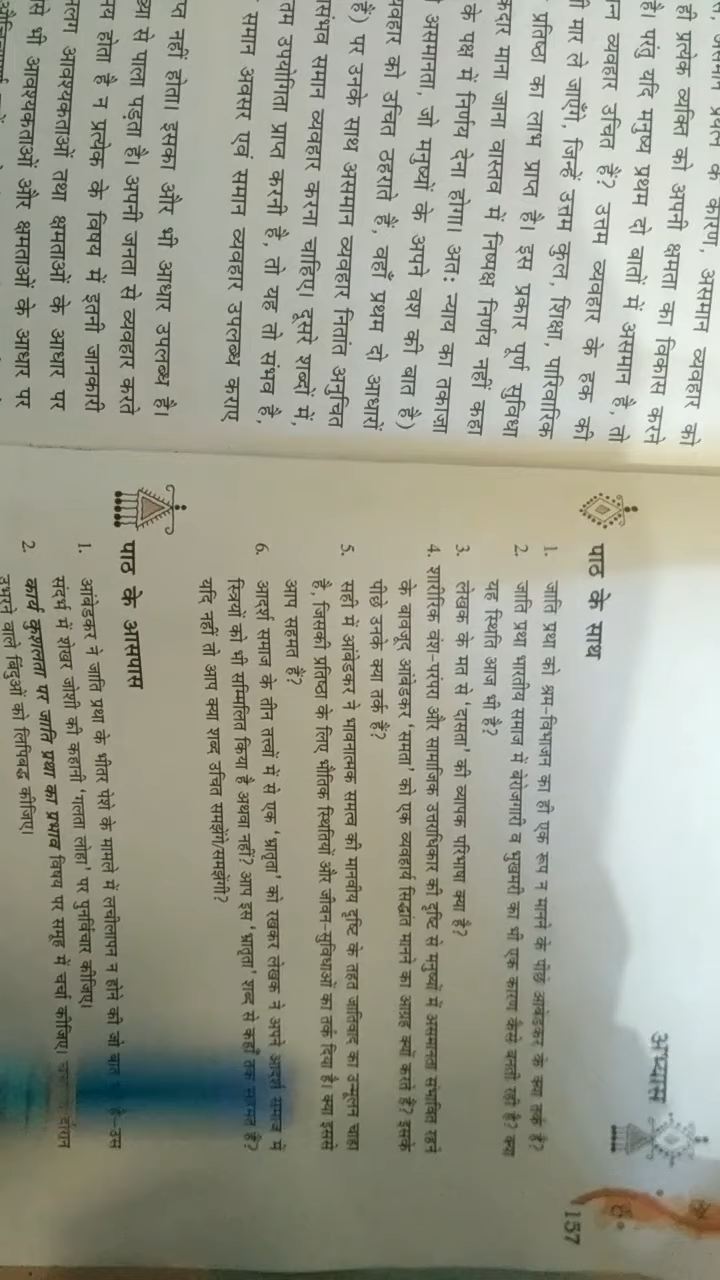 , असमान प्रयत्न के कारण, असमान व्यवहार को
ही प्रत्येक व्यक्ति को अपनी क्षमता का विकास करने
है। परंतु यदि मनुष्य प्रथम दो बातों में असमान है, तो
व्यवहार उचित है? उत्तम व्यवहार के हक की
मार ले जाएँगे, जिन्हें उत्तम कुल, शिक्षा, पारिवारिक
प्रतिष्ठा का लाभ प्राप्त है। इस प्रकार पूर्ण सुविधा
माना जाना वास्तव में निष्पक्ष निर्णय नहीं कहा
के पक्ष में निर्णय देना होगा। अतः न्याय का तकाजा
असमानता, जो मनुष्यों के अपने वश की बात है)
को उचित ठहराते हैं, वहाँ प्रथम दो आधारों
हैं) पर उनके साथ असमान व्यवहार नितांत अनुचित
समान व्यवहार करना चाहिए। दूसरे शब्दों में,
उपयोगिता प्राप्त करनी है, तो यह तो संभव है,
समान अवसर एवं समान व्यवहार उपलब्ध कराए
नहीं होता। इसका और भी आधार उपलब्ध है।
से पाला पड़ता है। अपनी जनता से व्यवहार करते
होता है न प्रत्येक के विषय में इतनी जानकारी
आवश्यकताओं तथा क्षमताओं के आधार पर
भी आवश्यकताओं और क्षमताओं के आधार पर
157
अभ्यास
पाठ के साथ
1. जाति प्रथा को श्रम-विभाजन का ही एक रूप न मानने के पीछे आंबेडकर के क्या तर्क हैं?
2. जाति प्रथा भारतीय समाज में बेरोजगारी व भुखमरी का भी एक कारण कैसे बनती रही है? क्या
यह स्थिति आज भी है?
3. लेखक के मत से 'दासता' की व्यापक परिभाषा क्या है?
4. शारीरिक वंश-परंपरा और सामाजिक उत्तराधिकार की दृष्टि से मनुष्यों में असमानता संभावित रहने
के बावजूद आंबेडकर 'समता' को एक व्यवहार्य सिद्धांत मानने का आग्रह क्यों करते हैं? इसके
पीछे उनके क्या तर्क हैं?
5. सही में आंबेडकर ने भावनात्मक समत्व की मानवीय दृष्टि के तहत जातिवाद का उन्मूलन चाहा
है, जिसकी प्रतिष्ठा के लिए भौतिक स्थितियों और जीवन-सुविधाओं का तर्क दिया है। क्या इससे
आप सहमत हैं?
6. आदर्श समाज के तीन तत्त्वों में से एक 'भ्रातृता' को रखकर लेखक ने अपने आदर्श समाज में
स्त्रियों को भी सम्मिलित किया है अथवा नहीं? आप इस 'भ्रातृता' शब्द से कहाँ तक सहमत हैं?
यदि नहीं तो आप क्या शब्द उचित समझेंगे/समझेंगी?
पाठ के आसपास
1. आंबेडकर ने जाति प्रथा के भीतर पेशे के मामले में लचीलापन न होने की जो बात है-उस
संदर्भ में शेखर जोशी की कहानी 'गलता लोहा' पर पुनर्विचार कीजिए।
2 कार्य कुशलता पर जाति प्रथा का प्रभाव विषय पर समूह में चर्चा कीजिए। दौरान
उभरने वाले बिंदुओं को लिपिबद्ध कीजिए।